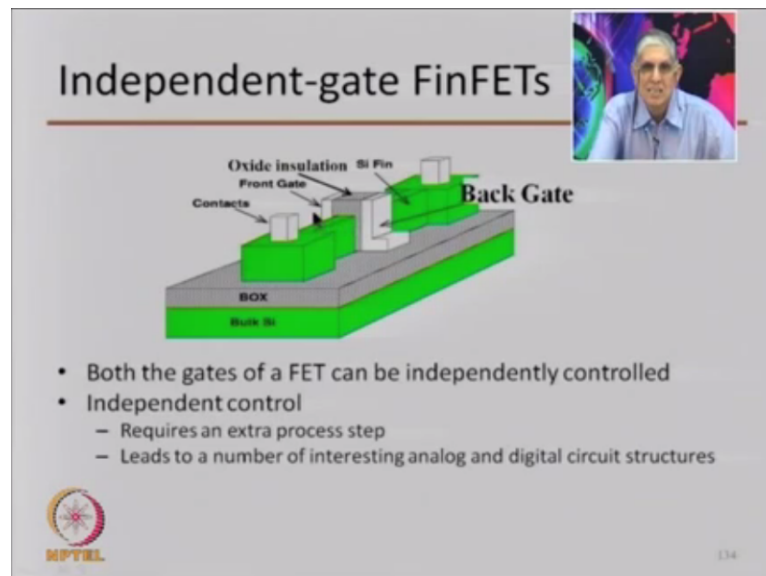 Independent-gate FinFETs
Oxide insulation
Si Fin
Front Gate
Contacts
Back Gate
BOX
Bulk Si
• Both the gates of a FET can be independently controlled
• Independent control
– Requires an extra process step
– Leads to a number of interesting analog and digital circuit structures
NPTEL
134